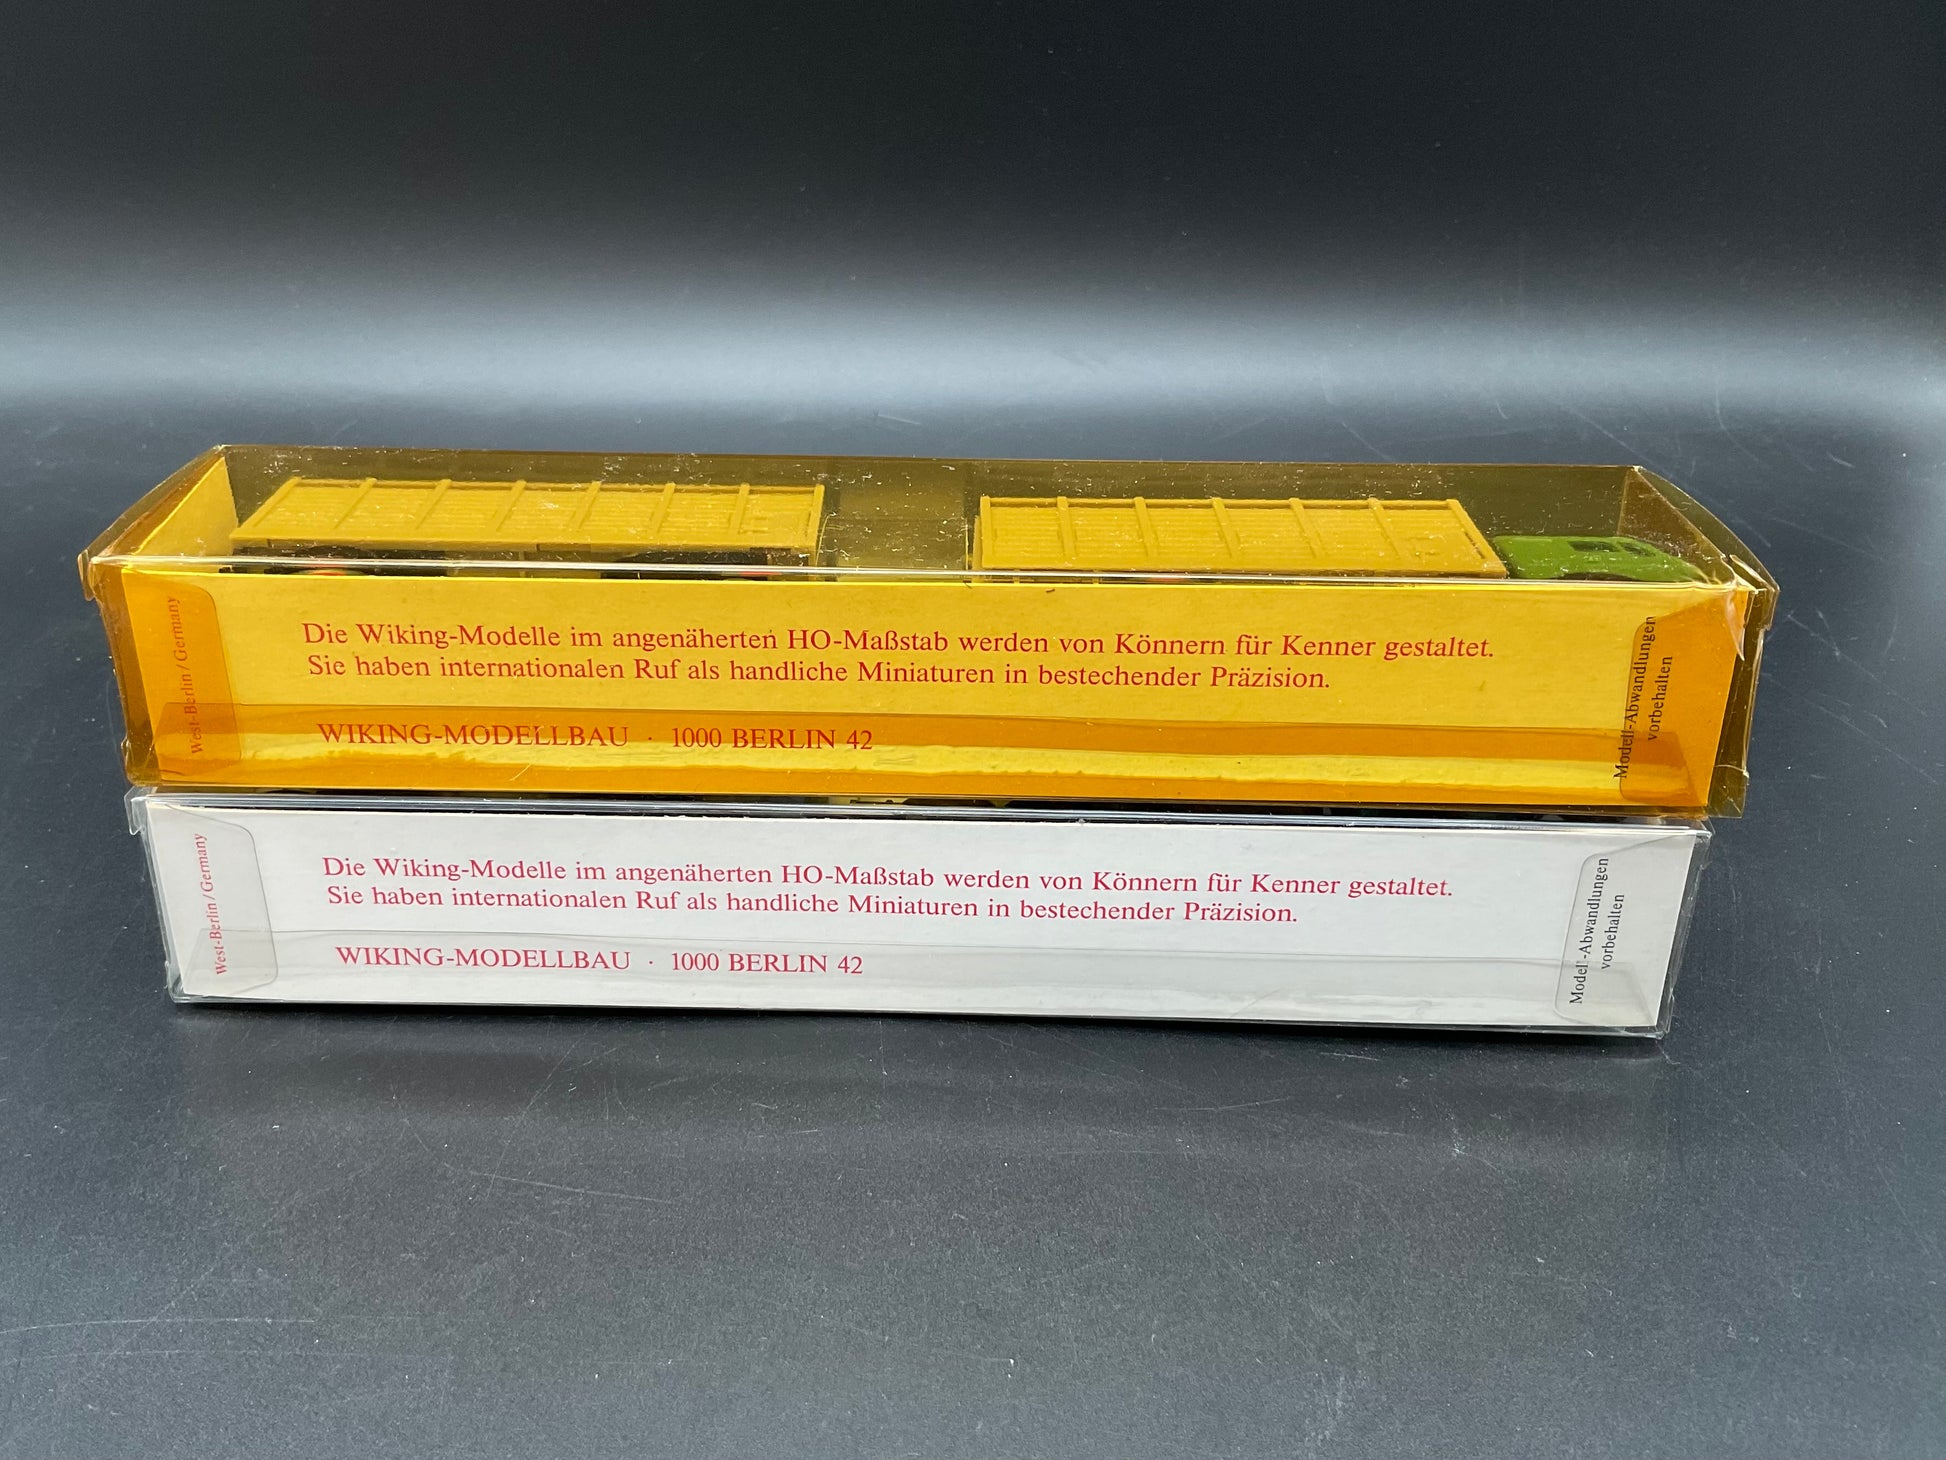 West-Berlin / Germany
Die Wiking-Modelle im angenäherten HO-Maßstab werden von Könnern für Kenner gestaltet.
Sie haben internationalen Ruf als handliche Miniaturen in bestechender Präzision.
WIKING-MODELLBAU · 1000 BERLIN 42
Modell-Abwandlungen
vorbehalten
West-Berlin / Germany
Die Wiking-Modelle im angenäherten HO-Maßstab werden von Könnern für Kenner gestaltet.
Sie haben internationalen Ruf als handliche Miniaturen in bestechender Präzision.
WIKING-MODELLBAU · 1000 BERLIN 42
Modell-Abwandlungen
vorbehalten